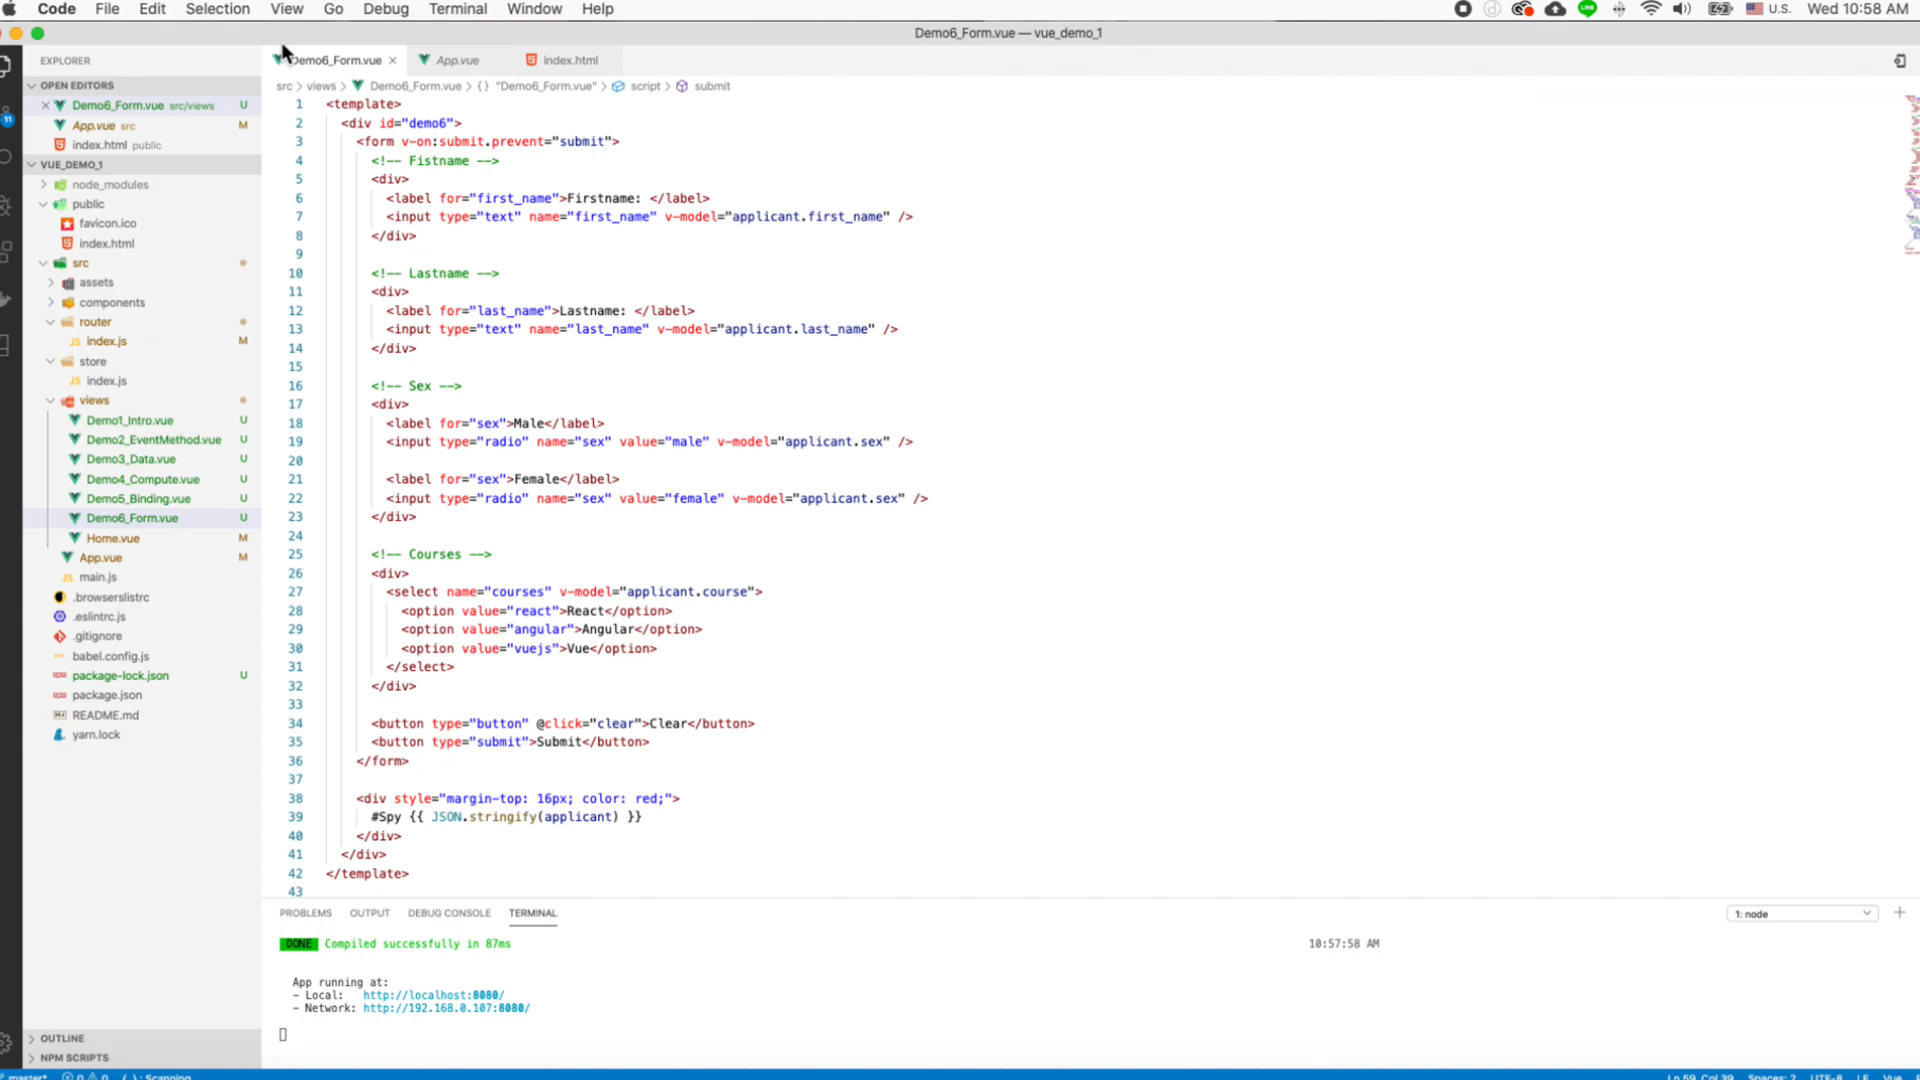 Code File Edit Selection View Go Debug Terminal Window Help U.S. Wed 10:58 AM
Demo6_Form.vue — vue_demo_1
EXPLORER
Demo6_Form.vue App.vue index.html
OPEN EDITORS
Demo6_Form.vue src/views U
App.vue src M
index.html public
11
VUE_DEMO_1
node_modules
public
favicon.ico
index.html
src
assets
components
router
index.js M
store
index.js
views
Demo1_Intro.vue U
Demo2_EventMethod.vue U
Demo3_Data.vue U
Demo4_Compute.vue U
Demo5_Binding.vue U
Demo6_Form.vue U
Home.vue M
App.vue M
main.js
.browserslistrc
.eslintrc.js
.gitignore
babel.config.js
package-lock.json U
package.json
README.md
yarn.lock
OUTLINE
NPM SCRIPTS
src > views > Demo6_Form.vue > {} "Demo6_Form.vue" > script > submit
1 <template>
2 <div id="demo6">
3 <form v-on:submit.prevent="submit">
4 <!-- Fistname -->
5 <div>
6 <label for="first_name">Firstname: </label>
7 <input type="text" name="first_name" v-model="applicant.first_name" />
8 </div>
9
10 <!-- Lastname -->
11 <div>
12 <label for="last_name">Lastname: </label>
13 <input type="text" name="last_name" v-model="applicant.last_name" />
14 </div>
15
16 <!-- Sex -->
17 <div>
18 <label for="sex">Male</label>
19 <input type="radio" name="sex" value="male" v-model="applicant.sex" />
20
21 <label for="sex">Female</label>
22 <input type="radio" name="sex" value="female" v-model="applicant.sex" />
23 </div>
24
25 <!-- Courses -->
26 <div>
27 <select name="courses" v-model="applicant.course">
28 <option value="react">React</option>
29 <option value="angular">Angular</option>
30 <option value="vuejs">Vue</option>
31 </select>
32 </div>
33
34 <button type="button" @click="clear">Clear</button>
35 <button type="submit">Submit</button>
36 </form>
37
38 <div style="margin-top: 16px; color: red;">
39 #Spy {{ JSON.stringify(applicant) }}
40 </div>
41 </div>
42 </template>
43
PROBLEMS OUTPUT DEBUG CONSOLE TERMINAL 1: node
DONE Compiled successfully in 87ms 10:57:58 AM
App running at:
- Local: http://localhost:8080/
- Network: http://192.168.0.107:8080/
master* 0 0 Scanning Ln 59, Col 39 Spaces: 2 UTF-8 LF Vue